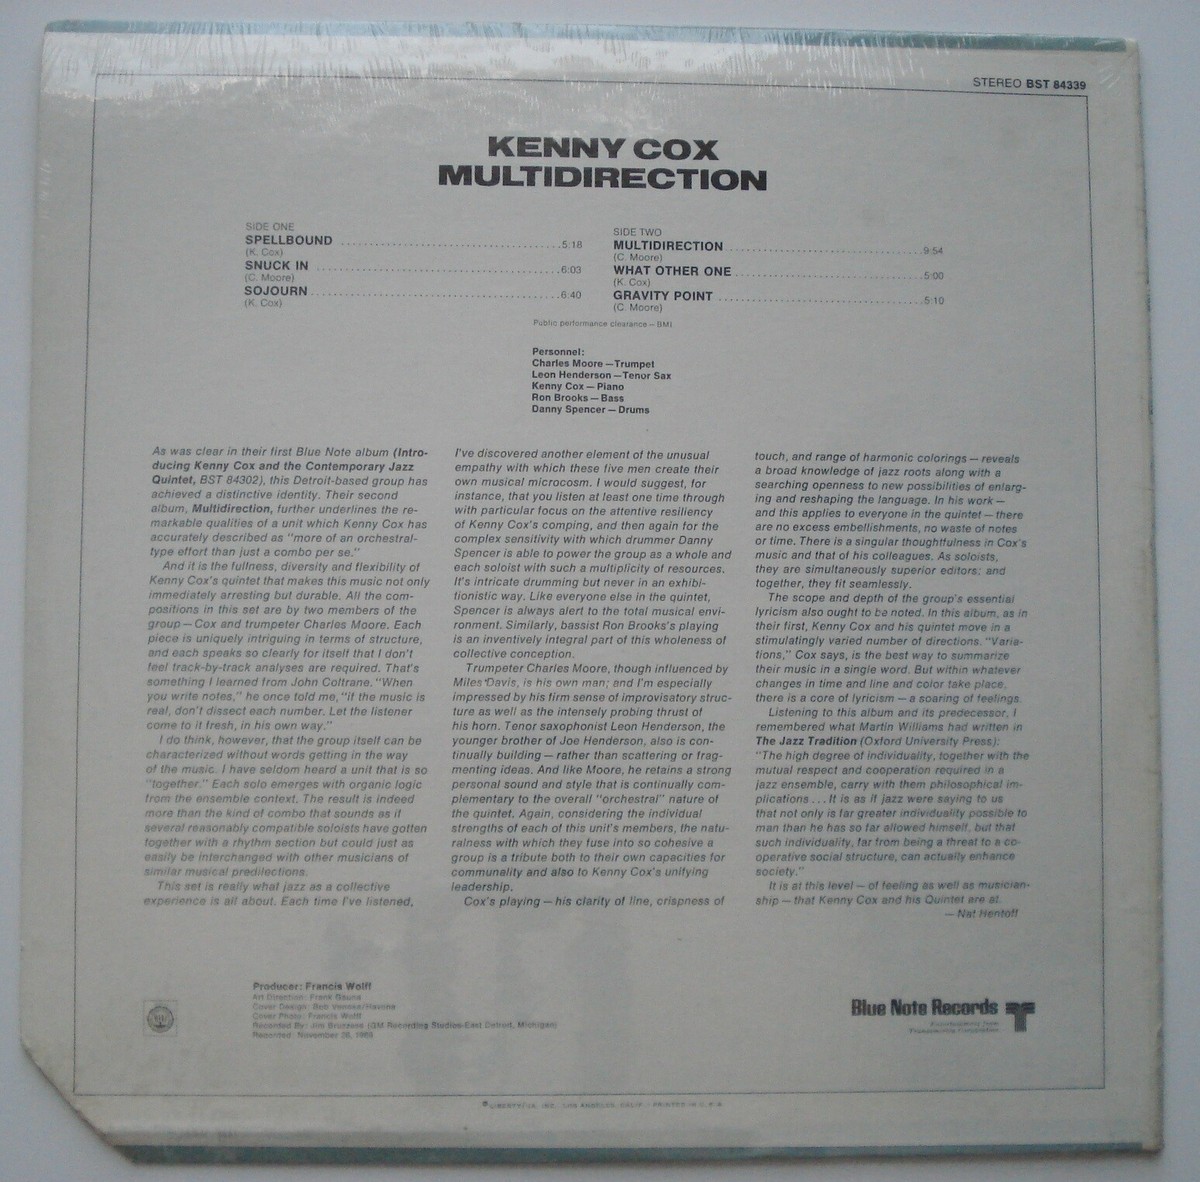 STEREO BST 84339
KENNY COX
MULTIDIRECTION
SIDE ONE
SPELLBOUND ........................................5:18
(K. Cox)
SNUCK IN ............................................6:03
(C. Moore)
SOJOURN.............................................6:40
(K. Cox)
SIDE TWO
MULTIDIRECTION ....................................9:54
(C. Moore)
WHAT OTHER ONE...................................5:00
(K. Cox)
GRAVITY POINT .....................................5:10
(C. Moore)
Public performance clearance — BMI
Personnel:
Charles Moore — Trumpet
Leon Henderson — Tenor Sax
Kenny Cox — Piano
Ron Brooks — Bass
Danny Spencer — Drums
As was clear in their first Blue Note album (Intro-
ducing Kenny Cox and the Contemporary Jazz
Quintet, BST 84302), this Detroit-based group has
achieved a distinctive identity. Their second
album, Multidirection, further underlines the re-
markable qualities of a unit which Kenny Cox has
accurately described as "more of an orchestral-
type effort than just a combo per se."
And it is the fullness, diversity and flexibility of
Kenny Cox's quintet that makes this music not only
immediately arresting but durable. All the com-
positions in this set are by two members of the
group — Cox and trumpeter Charles Moore. Each
piece is uniquely intriguing in terms of structure,
and each speaks so clearly for itself that I don't
feel track-by-track analyses are required. That's
something I learned from John Coltrane. "When
you write notes," he once told me, "if the music is
real, don't dissect each number. Let the listener
come to it fresh, in his own way."
I do think, however, that the group itself can be
characterized without words getting in the way
of the music. I have seldom heard a unit that is so
"together." Each solo emerges with organic logic
from the ensemble context. The result is indeed
more than the kind of combo that sounds as if
several reasonably compatible soloists have gotten
together with a rhythm section but could just as
easily be interchanged with other musicians of
similar musical predilections.
This set is really what jazz as a collective
experience is all about. Each time I've listened,
I've discovered another element of the unusual
empathy with which these five men create their
own musical microcosm. I would suggest, for
instance, that you listen at least one time through
with particular focus on the attentive resiliency
of Kenny Cox's comping, and then again for the
complex sensitivity with which drummer Danny
Spencer is able to power the group as a whole and
each soloist with such a multiplicity of resources.
It's intricate drumming but never in an exhibi-
tionistic way. Like everyone else in the quintet,
Spencer is always alert to the total musical envi-
ronment. Similarly, bassist Ron Brooks's playing
is an inventively integral part of this wholeness of
collective conception.
Trumpeter Charles Moore, though influenced by
Miles Davis, is his own man; and I'm especially
impressed by his firm sense of improvisatory struc-
ture as well as the intensely probing thrust of
his horn. Tenor saxophonist Leon Henderson, the
younger brother of Joe Henderson, also is con-
tinually building — rather than scattering or frag-
menting ideas. And like Moore, he retains a strong
personal sound and style that is continually com-
plementary to the overall "orchestral" nature of
the quintet. Again, considering the individual
strengths of each of this unit's members, the natu-
ralness with which they fuse into so cohesive a
group is a tribute both to their own capacities for
communality and also to Kenny Cox's unifying
leadership.
Cox's playing — his clarity of line, crispness of
touch, and range of harmonic colorings — reveals
a broad knowledge of jazz roots along with a
searching openness to new possibilities of enlarg-
ing and reshaping the language. In his work —
and this applies to everyone in the quintet — there
are no excess embellishments, no waste of notes
or time. There is a singular thoughtfulness in Cox's
music and that of his colleagues. As soloists,
they are simultaneously superior editors; and
together, they fit seamlessly.
The scope and depth of the group's essential
lyricism also ought to be noted. In this album, as in
their first, Kenny Cox and his quintet move in a
stimulatingly varied number of directions. "Varia-
tions," Cox says, is the best way to summarize
their music in a single word. But within whatever
changes in time and line and color take place,
there is a core of lyricism — a soaring of feelings.
Listening to this album and its predecessor, I
remembered what Martin Williams had written in
The Jazz Tradition (Oxford University Press):
"The high degree of individuality, together with the
mutual respect and cooperation required in a
jazz ensemble, carry with them philosophical im-
plications . . . It is as if jazz were saying to us
that not only is far greater individuality possible to
man than he has so far allowed himself, but that
such individuality, far from being a threat to a co-
operative social structure, can actually enhance
society."
It is at this level — of feeling as well as musician-
ship — that Kenny Cox and his Quintet are at.
— Nat Hentoff
Producer: Francis Wolff
Art Direction: Frank Gauna
Cover Design: Bob Venosa/Havona
Cover Photo: Francis Wolff
Recorded By: Jim Bruzzese (GM Recording Studios-East Detroit, Michigan)
Recorded: November 26, 1969
Blue Note Records
Entertainment from
Transamerica Corporation
LOS ANGELES, CALIF. • PRINTED IN U.S.A.